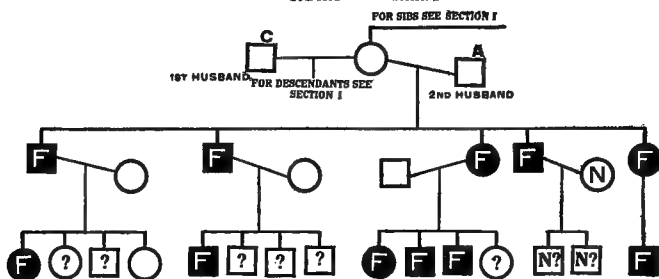 FOR SIBS SEE SECTION I
C
A
1ST HUSBAND
FOR DESCENDANTS SEE
SECTION I
2ND HUSBAND
F F F F F
N
F ? ? F ? ? ? F F F ? N? N? F